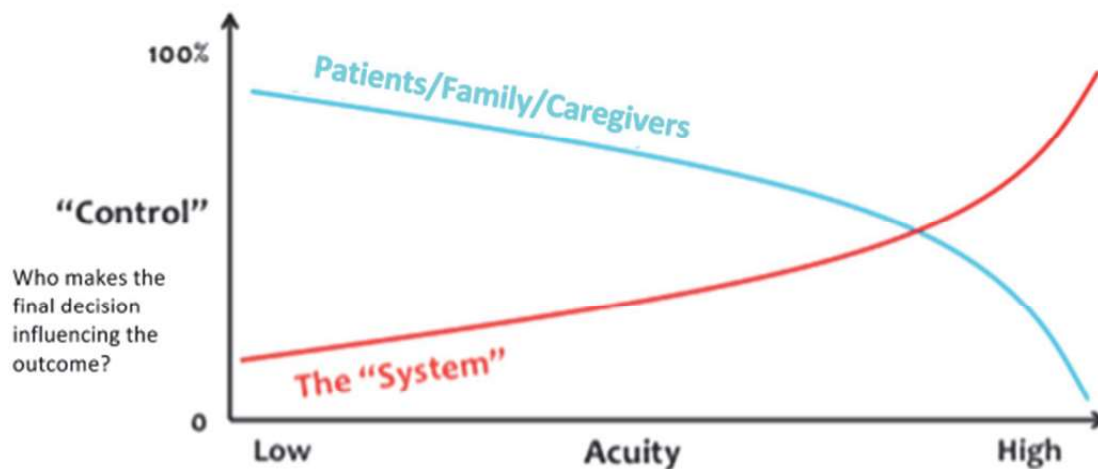 100%
Patients/Family/Caregivers
“Control”
Who makes the
final decision
influencing the
outcome?
The “System”
0
Low
Acuity
High